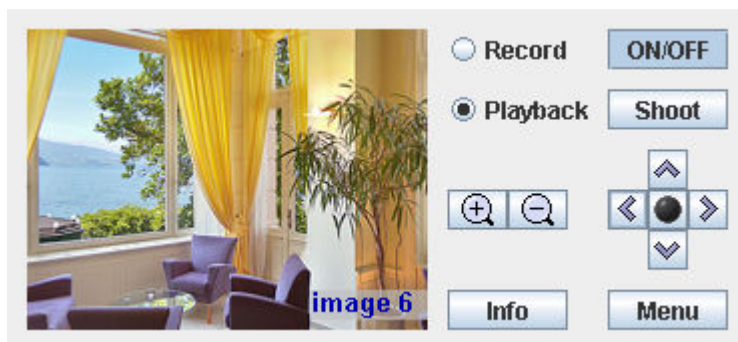 Record
ON/OFF
Playback
Shoot
image 6
Info
Menu